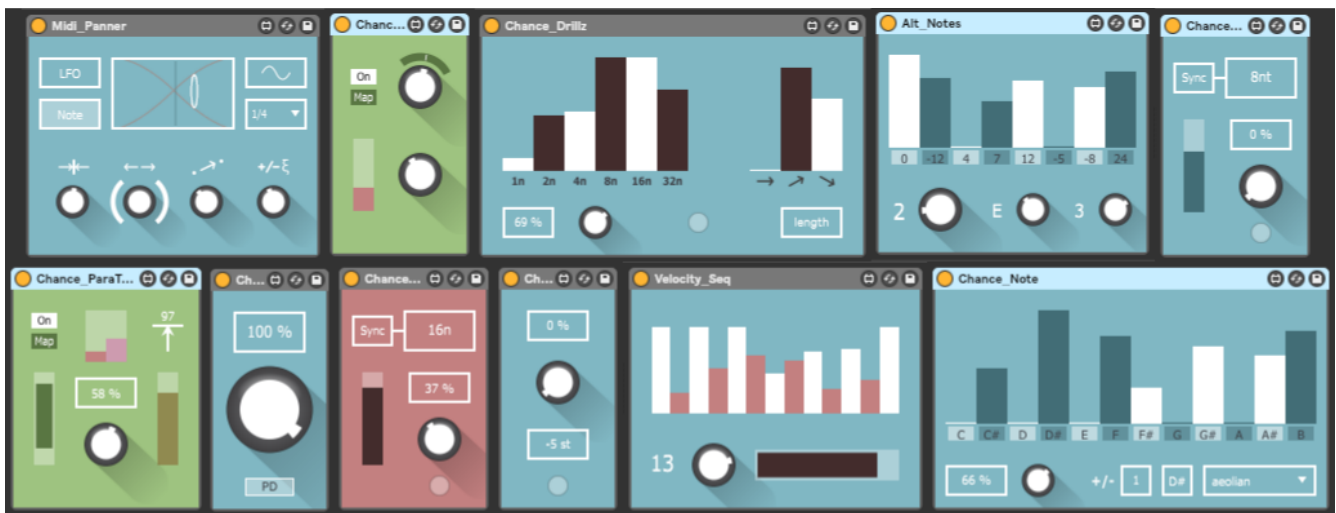 Midi_Panner
LFO
Note
1/4
+/-ξ
Chanc...
On
Map
Chance_Drillz
1n 2n 4n 8n 16n 32n
69 %
length
Alt_Notes
0 -12 4 7 12 -5 -8 24
2 E 3
Chance...
Sync
8nt
0 %
Chance_ParaT...
On
Map
97
58 %
Ch...
100 %
PD
Chance...
Sync
16n
37 %
Ch...
0 %
-5 st
Velocity_Seq
13
Chance_Note
C C# D D# E F F# G G# A A# B
66 %
+/- 1 D# aeolian